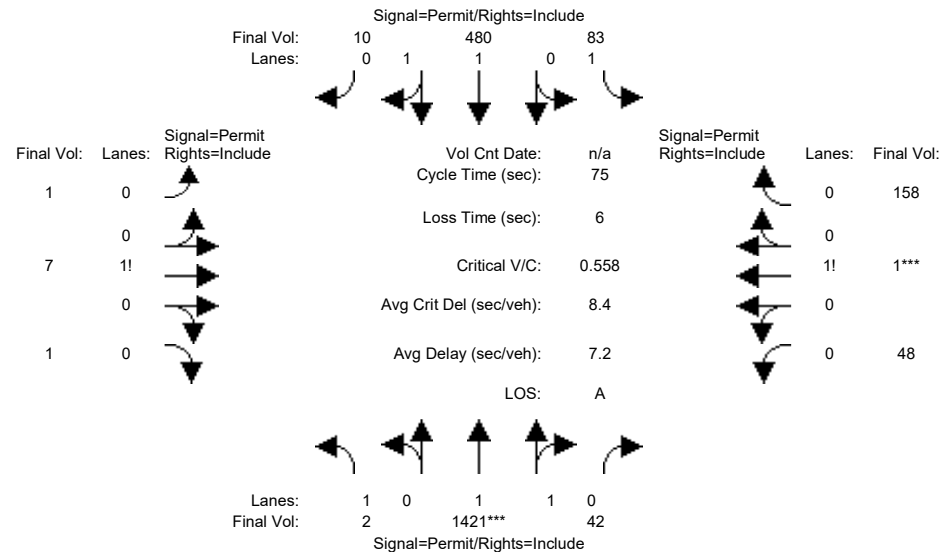 Signal=Permit/Rights=Include
Final Vol: 10 480 83
Lanes: 0 1 1 0 1
Signal=Permit
Final Vol: Lanes: Rights=Include
Vol Cnt Date: n/a
Signal=Permit
Rights=Include Lanes: Final Vol:
Cycle Time (sec): 75
1 0
0 158
Loss Time (sec): 6
0
0
7 1!
Critical V/C: 0.558
1! 1***
0
Avg Crit Del (sec/veh): 8.4
0
1 0
Avg Delay (sec/veh): 7.2
0 48
LOS: A
Lanes: 1 0 1 1 0
Final Vol: 2 1421*** 42
Signal=Permit/Rights=Include